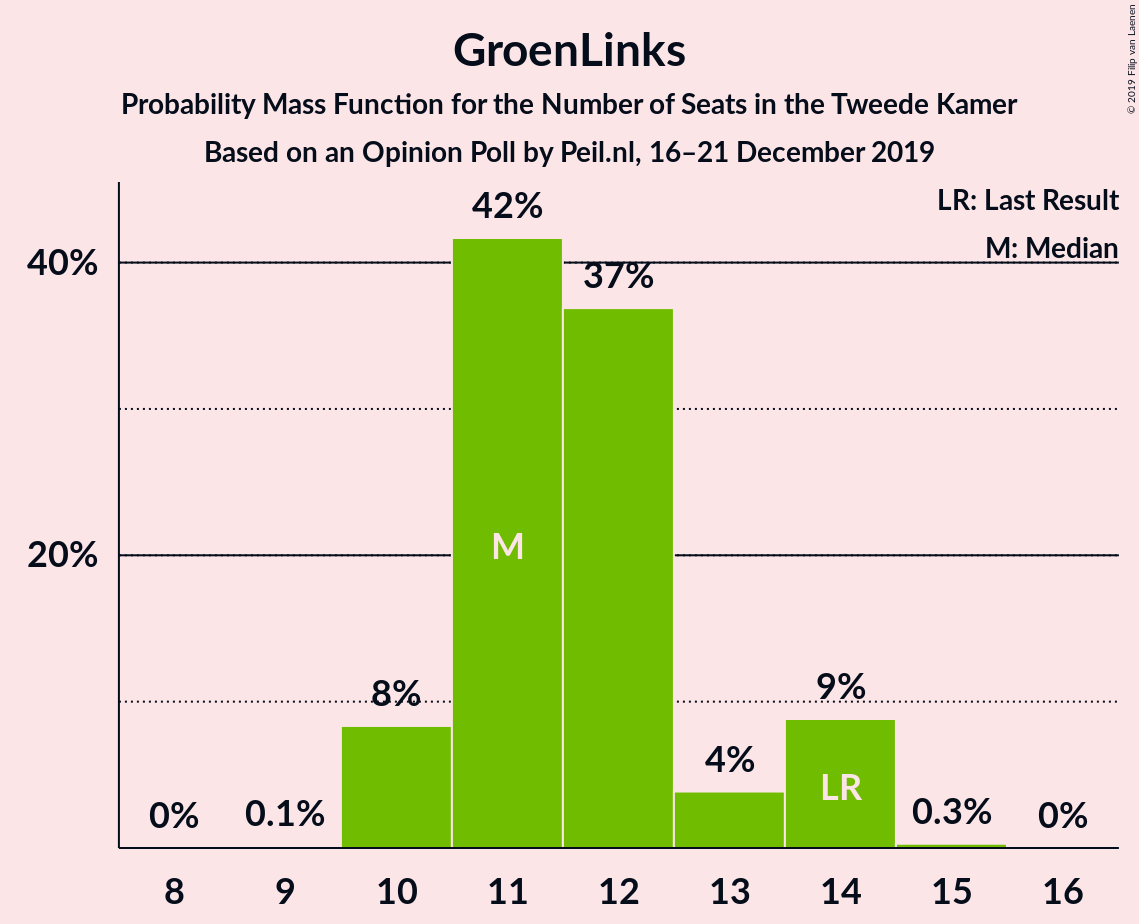 GroenLinks
Probability Mass Function for the Number of Seats in the Tweede Kamer
Based on an Opinion Poll by Peil.nl, 16–21 December 2019
© 2019 Filip van Laenen
LR: Last Result
M: Median
40%
20%
0%
0.1%
8%
42%
M
37%
4%
9%
LR
0.3%
0%
8
9
10
11
12
13
14
15
16